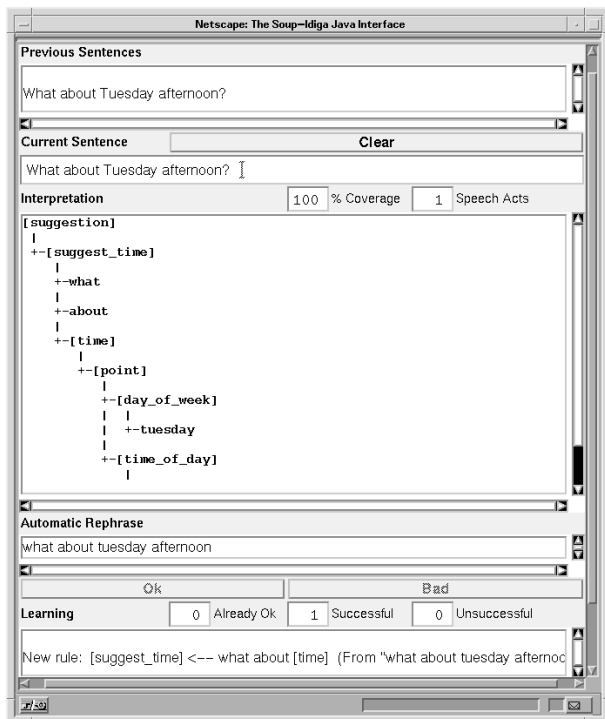 Netscape: The Soup-Idiga Java Interface
Previous Sentences
What about Tuesday afternoon?
Current Sentence Clear
What about Tuesday afternoon?
Interpretation 100 % Coverage 1 Speech Acts
[suggestion]
|
+-[suggest_time]
|
+-what
|
+-about
|
+-[time]
|
+-[point]
|
+-[day_of_week]
| |
| +-tuesday
|
+-[time_of_day]
|
Automatic Rephrase
what about tuesday afternoon
Ok Bad
Learning 0 Already Ok 1 Successful 0 Unsuccessful
New rule: [suggest_time] <-- what about [time] (From "what about tuesday afternoo